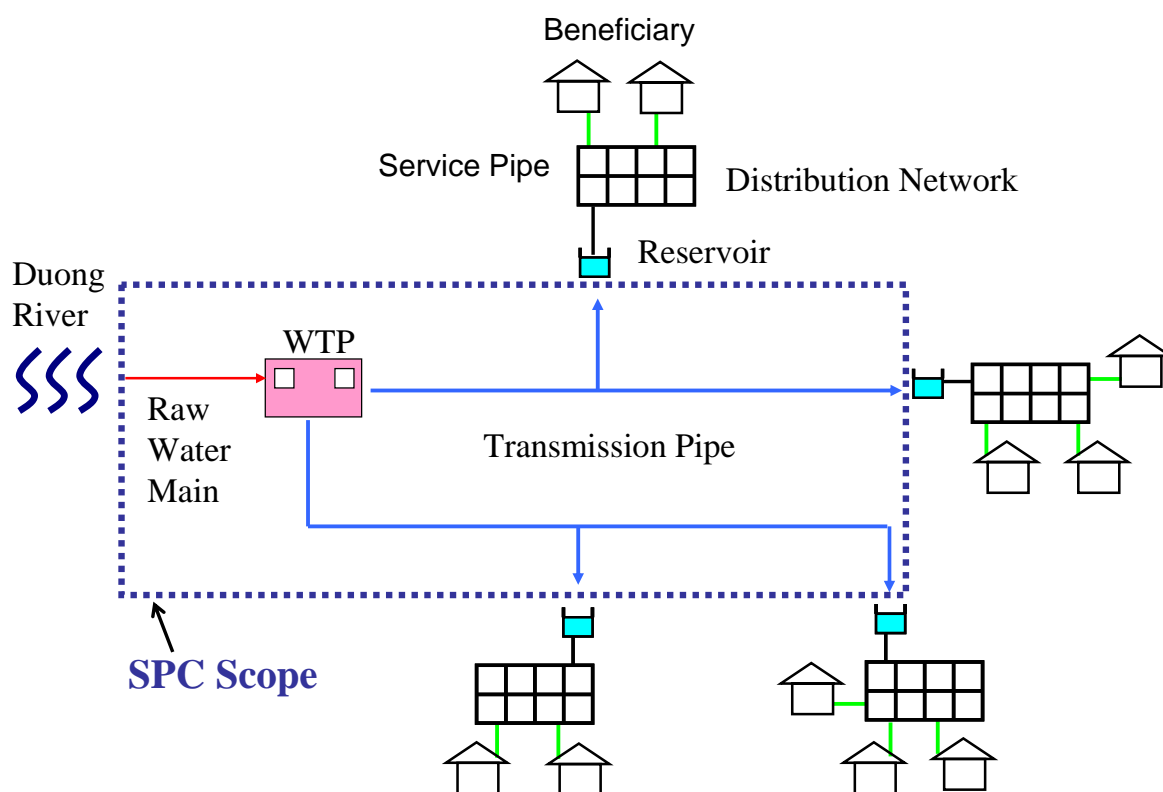 Beneficiary
Service Pipe
Distribution Network
Reservoir
Duong
River
WTP
Raw
Water
Main
Transmission Pipe
SPC Scope